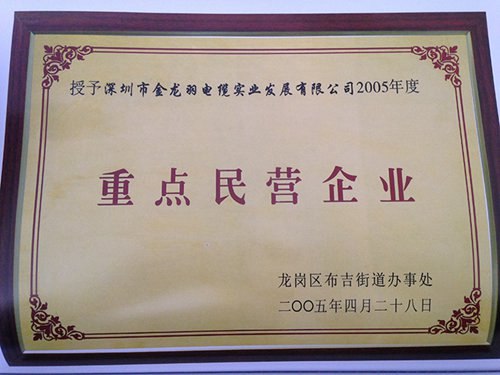 授予深圳市金龙羽电缆实业发展有限公司2005年度
重点民营企业
龙岗区布吉街道办事处
二〇〇五年四月二十八日